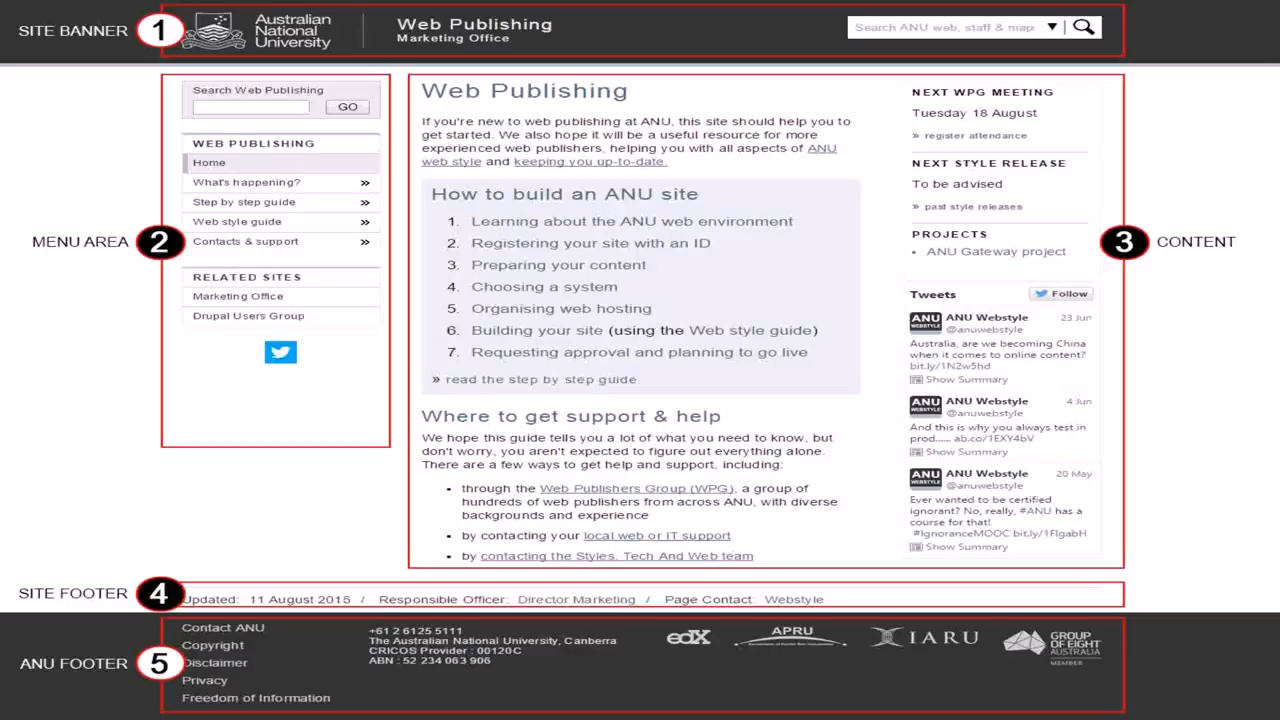 SITE BANNER
1
Australian
National
University
Web Publishing
Marketing Office
Search ANU web, staff & map
MENU AREA
2
Search Web Publishing
GO
WEB PUBLISHING
Home
What's happening? »
Step by step guide »
Web style guide »
Contacts & support »
RELATED SITES
Marketing Office
Drupal Users Group
Web Publishing
If you're new to web publishing at ANU, this site should help you to
get started. We also hope it will be a useful resource for more
experienced web publishers, helping you with all aspects of ANU
web style and keeping you up-to-date.
How to build an ANU site
1. Learning about the ANU web environment
2. Registering your site with an ID
3. Preparing your content
4. Choosing a system
5. Organising web hosting
6. Building your site (using the Web style guide)
7. Requesting approval and planning to go live
» read the step by step guide
Where to get support & help
We hope this guide tells you a lot of what you need to know, but
don't worry, you aren't expected to figure out everything alone.
There are a few ways to get help and support, including:
• through the Web Publishers Group (WPG), a group of
hundreds of web publishers from across ANU, with diverse
backgrounds and experience
• by contacting your local web or IT support
• by contacting the Styles, Tech And Web team
NEXT WPG MEETING
Tuesday 18 August
» register attendance
NEXT STYLE RELEASE
To be advised
» past style releases
PROJECTS
• ANU Gateway project
3
CONTENT
Tweets
Follow
ANU WEBSTYLE
ANU Webstyle 23 Jun
@anuwebstyle
Australia, are we becoming China
when it comes to online content?
bit.ly/1N2w5hd
Show Summary
ANU WEBSTYLE
ANU Webstyle 4 Jun
@anuwebstyle
And this is why you always test in
prod...... ab.co/1EXY4bV
Show Summary
ANU WEBSTYLE
ANU Webstyle 20 May
@anuwebstyle
Ever wanted to be certified
ignorant? No, really, #ANU has a
course for that!
#IgnoranceMOOC bit.ly/1FlgabH
Show Summary
SITE FOOTER
4
Updated: 11 August 2015 / Responsible Officer: Director Marketing / Page Contact: Webstyle
ANU FOOTER
5
Contact ANU
Copyright
Disclaimer
Privacy
Freedom of Information
+61 2 6125 5111
The Australian National University, Canberra
CRICOS Provider : 00120C
ABN : 52 234 063 906
edX
APRU
IARU
GROUP
OF EIGHT
AUSTRALIA
MEMBER